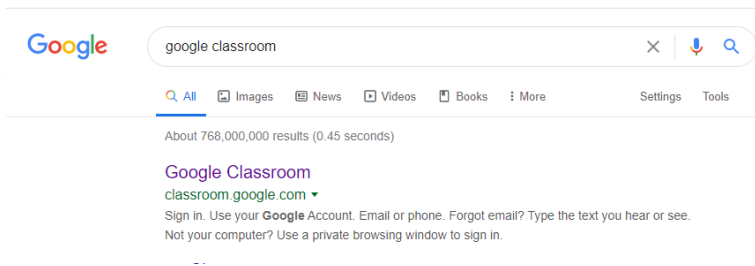 Google
google classroom
All Images News Videos Books More Settings Tools
About 768,000,000 results (0.45 seconds)
Google Classroom
classroom.google.com
Sign in. Use your Google Account. Email or phone. Forgot email? Type the text you hear or see.
Not your computer? Use a private browsing window to sign in.